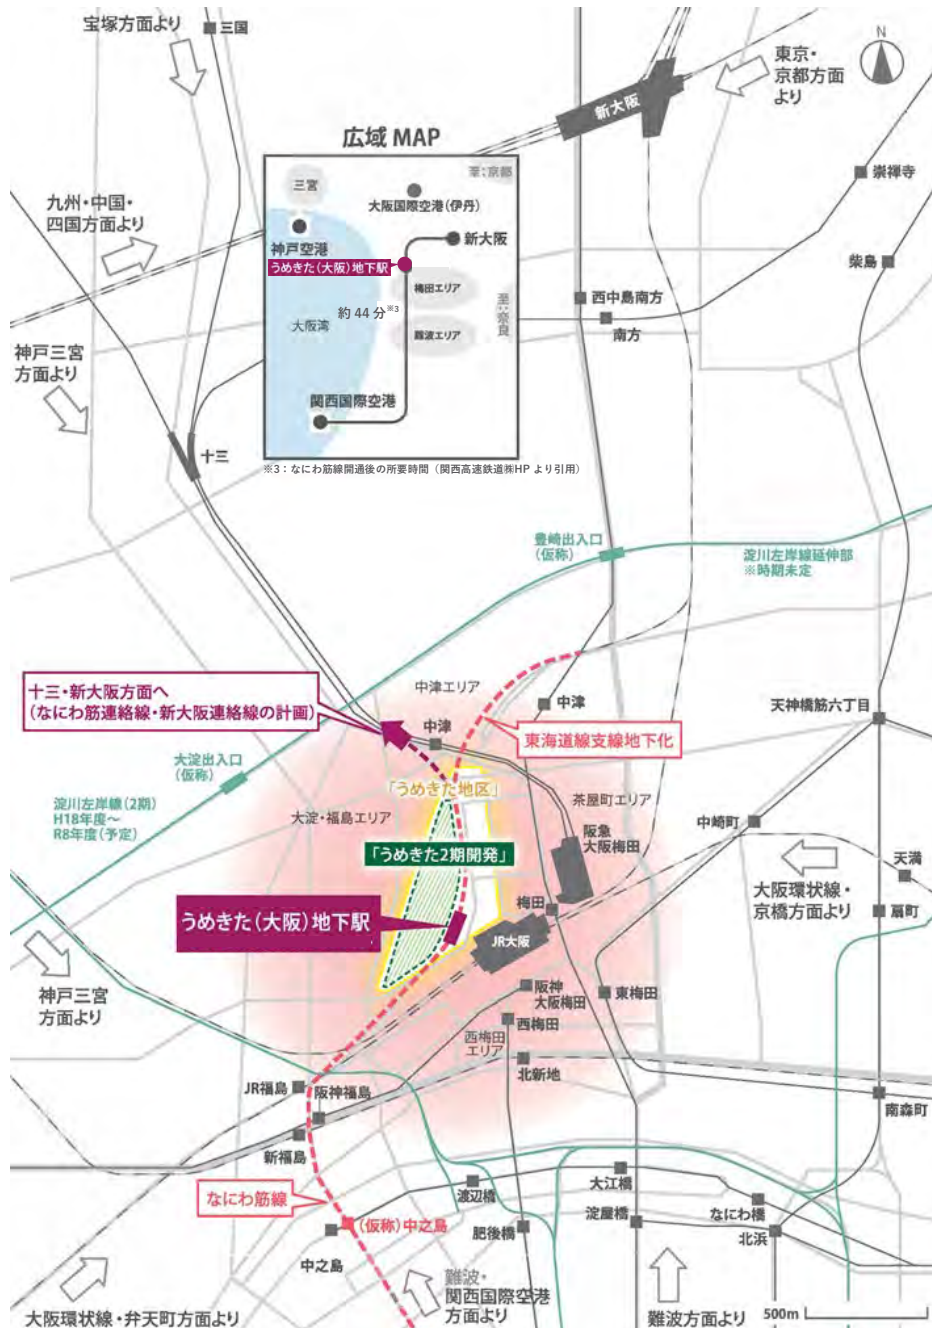 宝塚方面より
三国
N
東京・
京都方面
より
新大阪
広域 MAP
至:京都
三宮
大阪国際空港(伊丹)
神戸空港
新大阪
うめきた(大阪)地下駅
梅田エリア
約 44 分※3
大阪湾
難波エリア
至:奈良
関西国際空港
※3:なにわ筋線開通後の所要時間(関西高速鉄道㈱HP より引用)
崇禅寺
九州・中国・
四国方面より
柴島
西中島南方
南方
神戸三宮
方面より
十三
豊崎出入口
(仮称)
淀川左岸線延伸部
※時期未定
十三・新大阪方面へ
(なにわ筋連絡線・新大阪連絡線の計画)
中津エリア
中津
中津
天神橋筋六丁目
東海道線支線地下化
大淀出入口
(仮称)
「うめきた地区」
淀川左岸線(2期)
H18年度~
R8年度(予定)
大淀・福島エリア
茶屋町エリア
中崎町
阪急
大阪梅田
「うめきた2期開発」
天満
大阪環状線・
京橋方面より
うめきた(大阪)地下駅
梅田
扇町
JR大阪
神戸三宮
方面より
阪神
大阪梅田
東梅田
西梅田
西梅田
エリア
北新地
JR福島
阪神福島
南森町
新福島
なにわ筋線
渡辺橋
大江橋
なにわ橋
(仮称)中之島
中之島
肥後橋
淀屋橋
北浜
難波・
関西国際空港
方面より
大阪環状線・弁天町方面より
難波方面より
500m